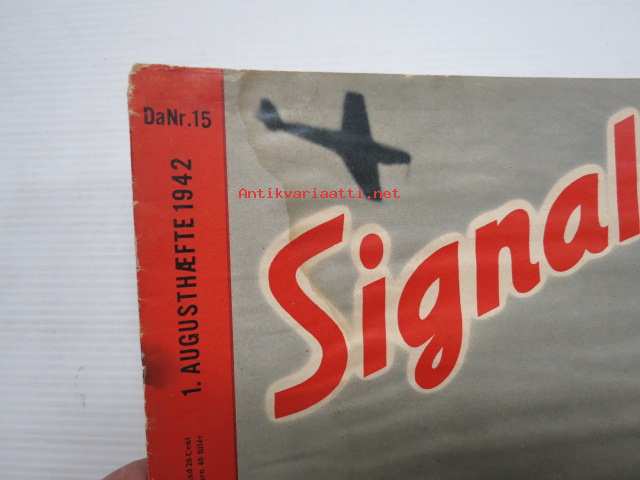 DaNr.15
1. AUGUSTHÆFTE 1942
Antikvariaatti.net
Signal